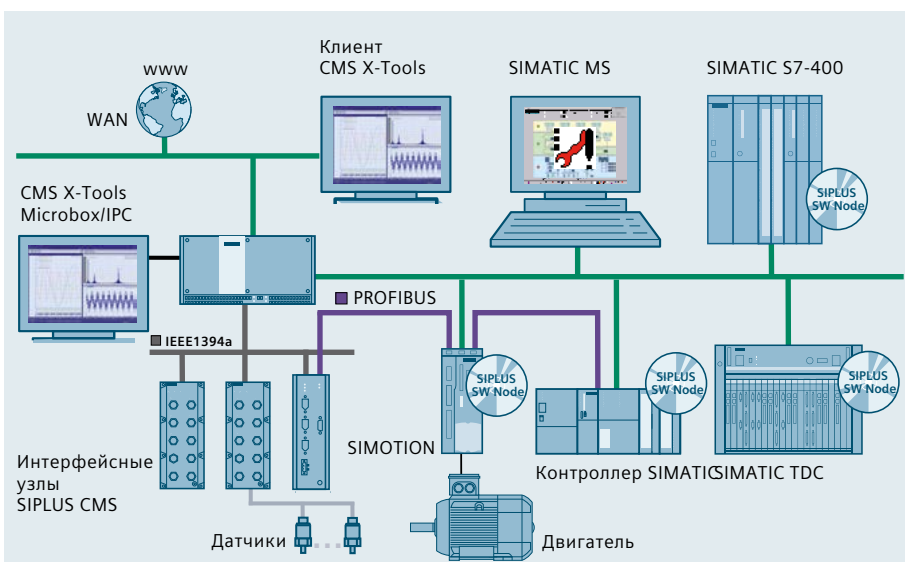 www
WAN
Клиент
CMS X-Tools
SIMATIC MS
SIMATIC S7-400
SIPLUS
SW Node
CMS X-Tools
Microbox/IPC
PROFIBUS
IEEE1394a
SIPLUS
SW Node
SIPLUS
SW Node
SIPLUS
SW Node
SIMOTION
Контроллер SIMATIC
SIMATIC TDC
Интерфейсные
узлы
SIPLUS CMS
Датчики
Двигатель